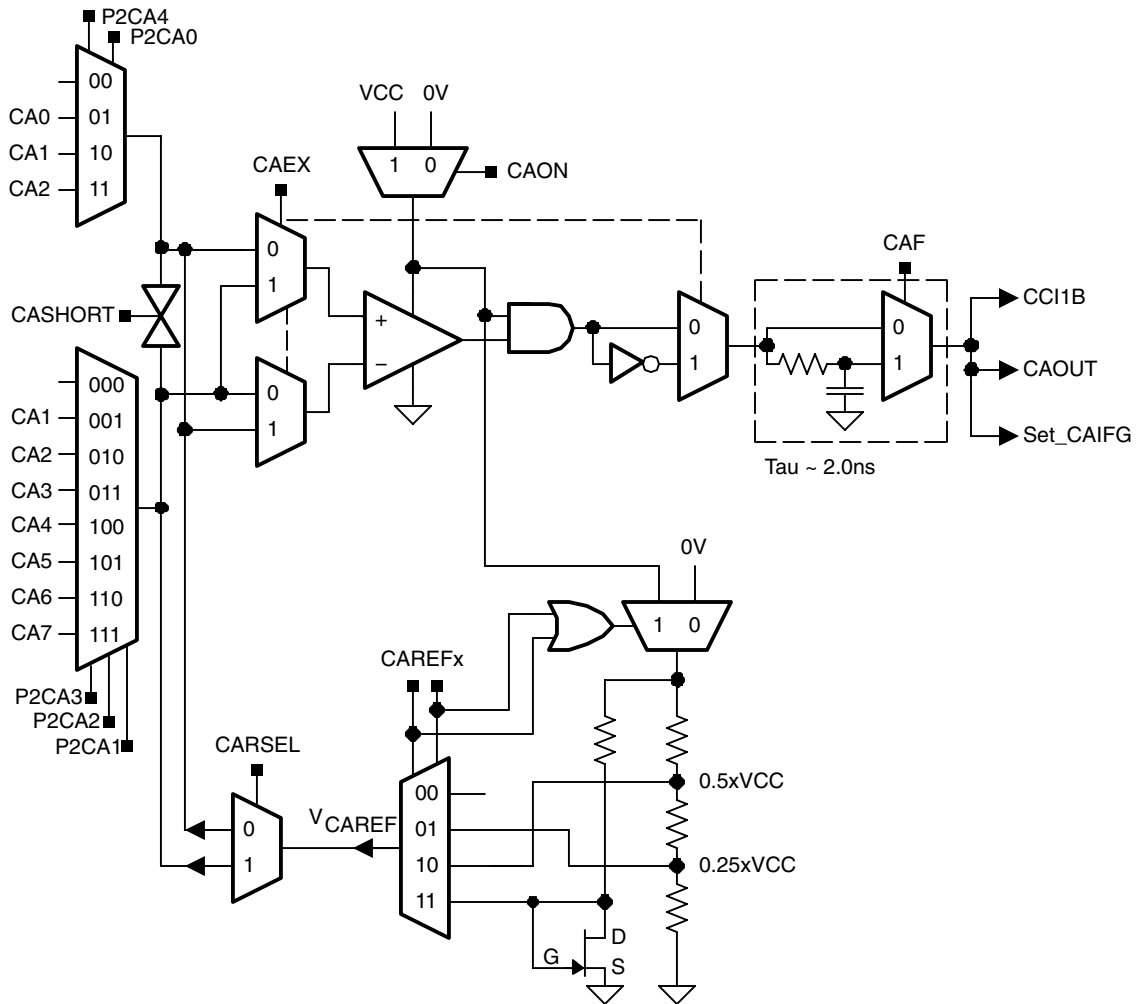 P2CA4
P2CA0
00
CA0 01
CA1 10
CA2 11
VCC 0V
1 0
CAON
CAEX
0
1
CASHORT
+
−
0
1
0
1
CAF
0
1
CCI1B
CAOUT
Set_CAIFG
Tau ~ 2.0ns
000
CA1 001
CA2 010
CA3 011
CA4 100
CA5 101
CA6 110
CA7 111
P2CA3
P2CA2
P2CA1
0V
1 0
CAREFx
CARSEL
0
1
VCAREF
00
01
10
11
0.5xVCC
0.25xVCC
G
D
S